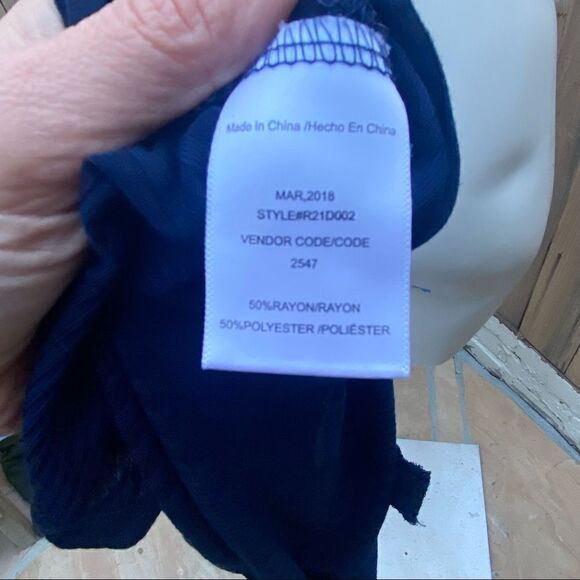 Made In China /Hecho En China
MAR,2018
STYLE#R21D002
VENDOR CODE/CODE
2547
50%RAYON/RAYON
50%POLYESTER /POLIÉSTER